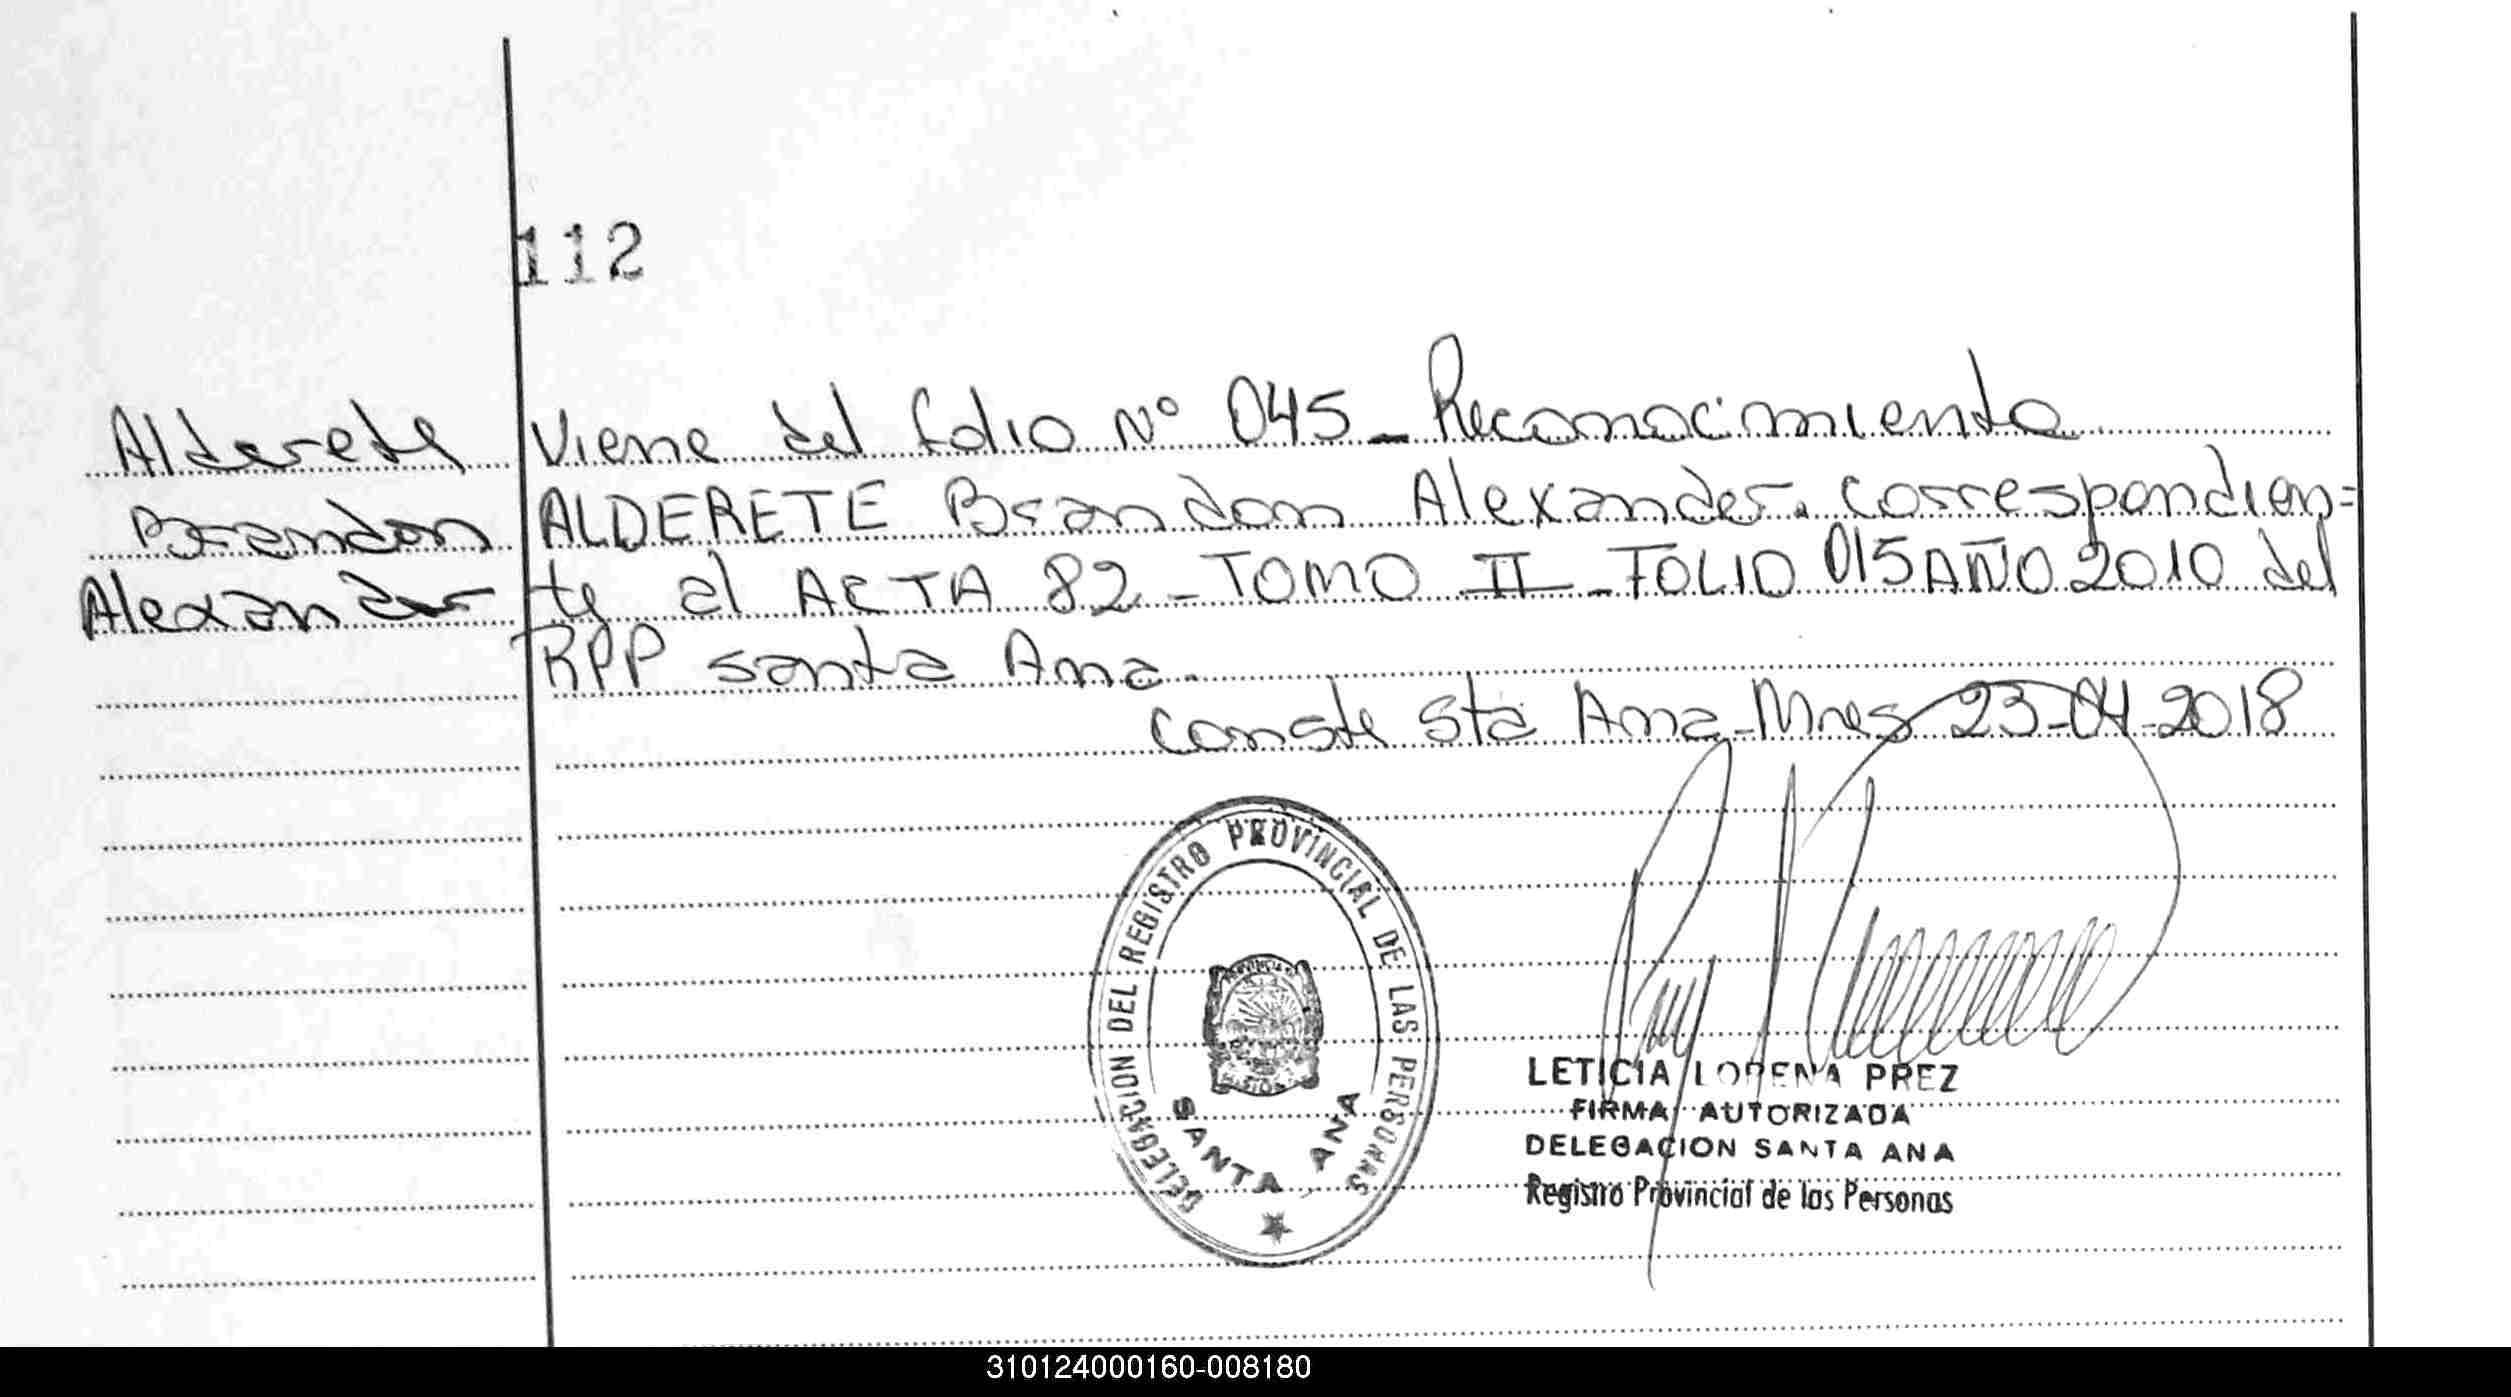 112
Alderete
Brandon
Alexander
Viene del folio N° 045 - Reconocimiento
ALDERETE Brandon Alexander. correspondien=
te al ACTA 82 - TOMO II - FOLIO 015 AÑO 2010 del
RPP santa Ana.
conste Sta Ana - Mnes 23-04-2018
DELEGACION DEL REGISTRO PROVINCIAL DE LAS PERSONAS
SANTA ANA
LETICIA LORENA PREZ
FIRMA AUTORIZADA
DELEGACION SANTA ANA
Registro Provincial de las Personas
310124000160-008180